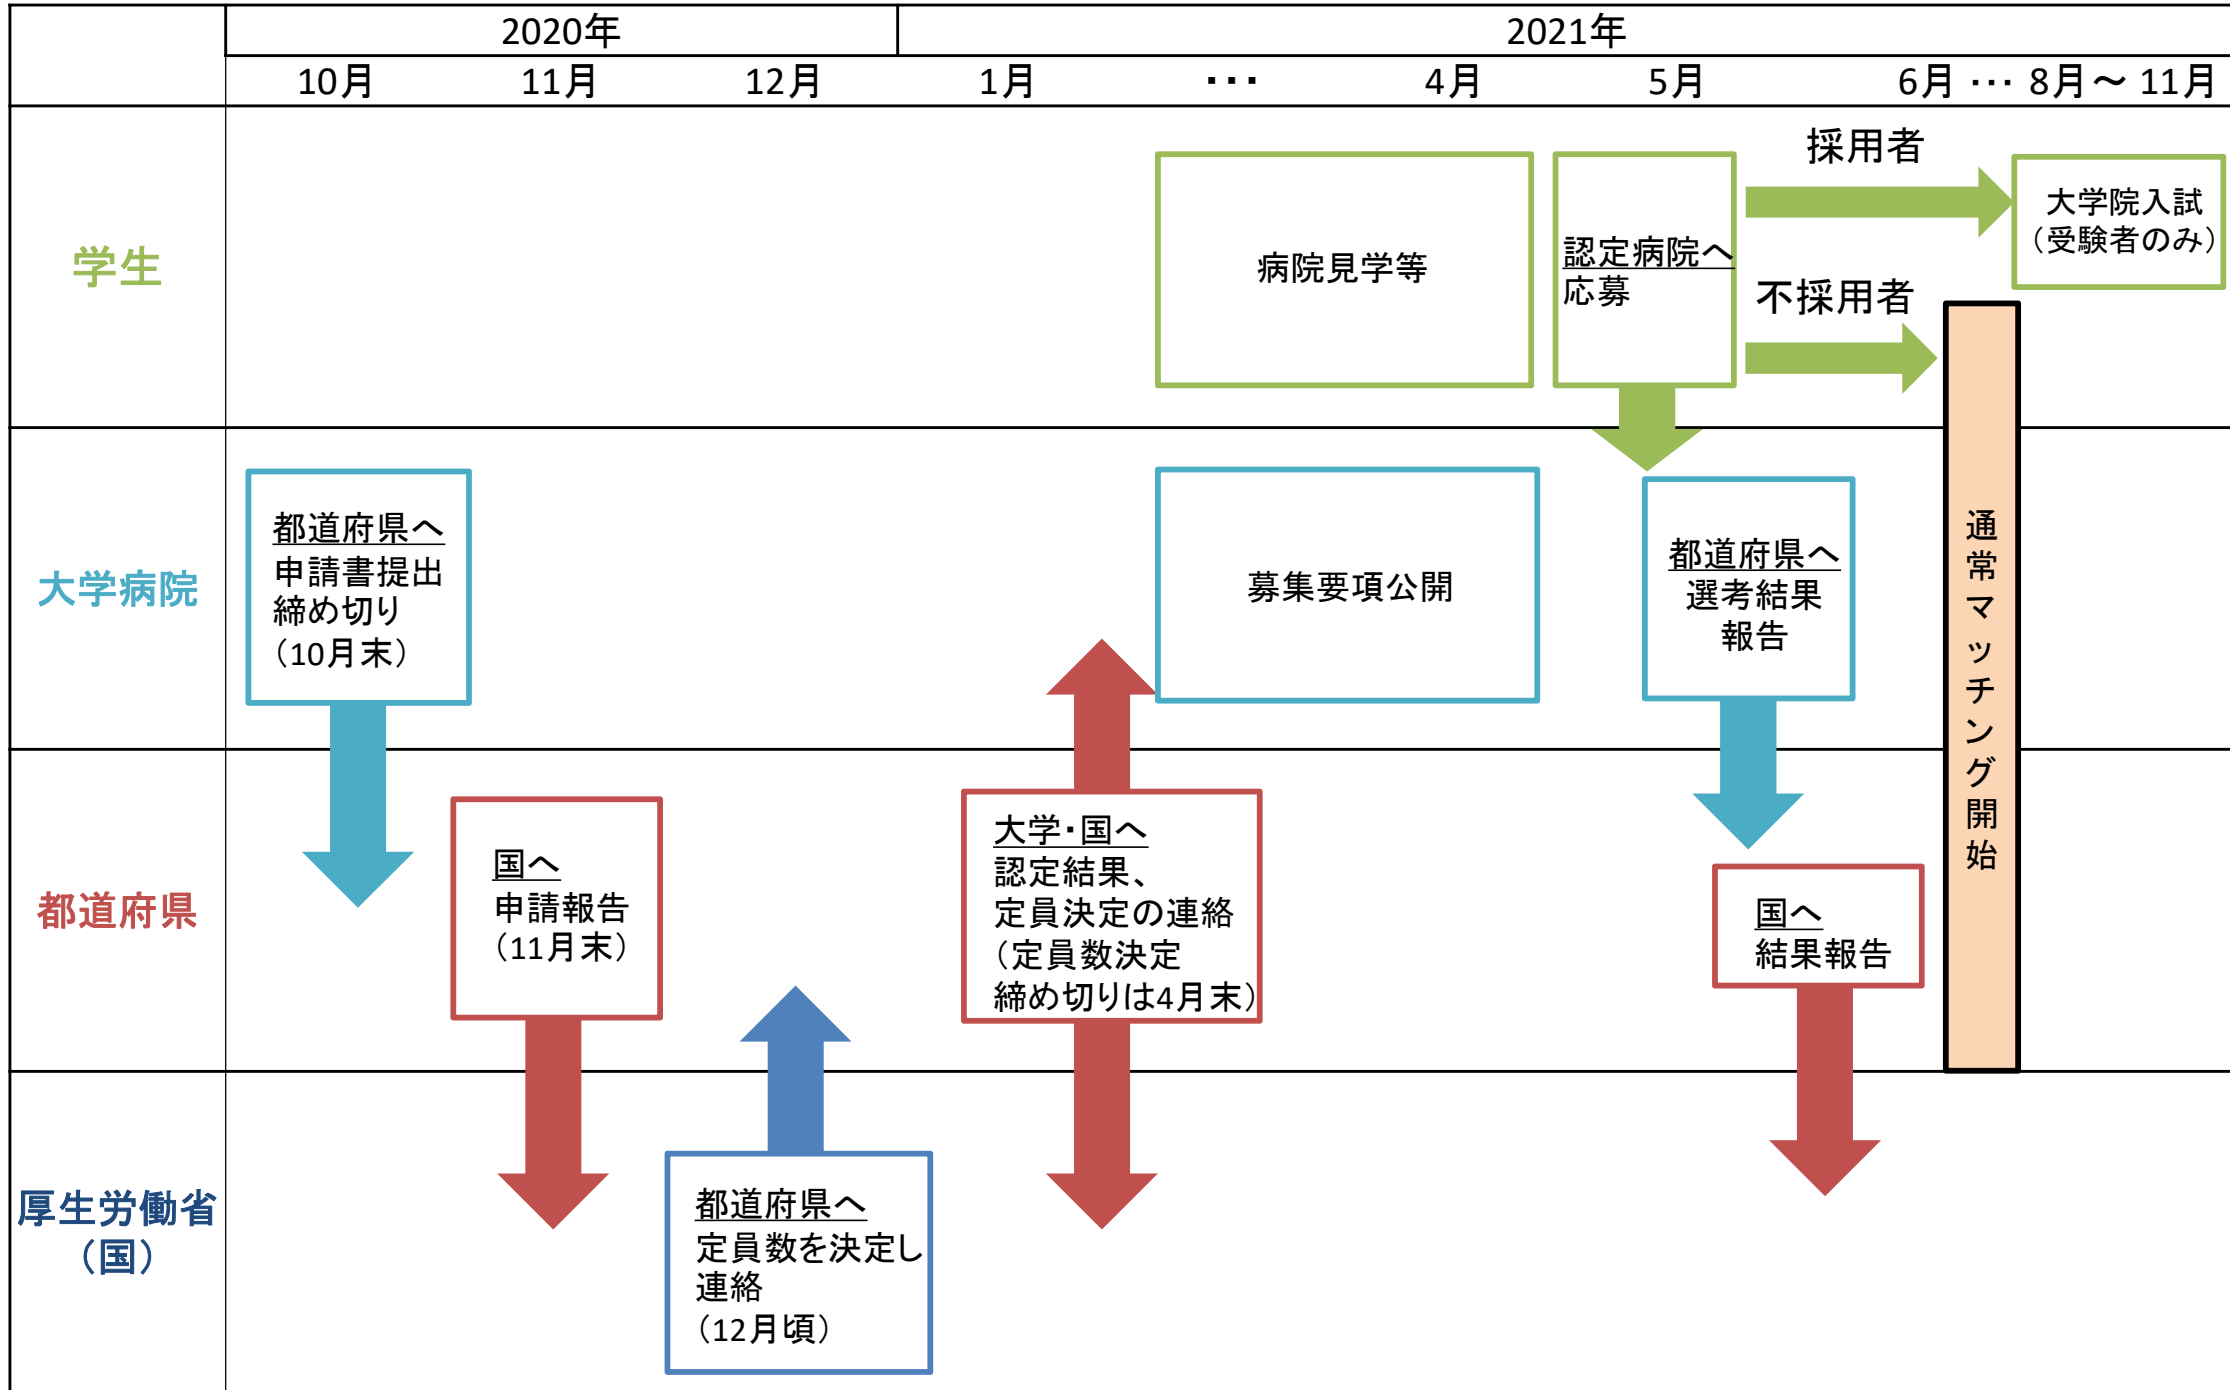 2020年
2021年
10月
11月
12月
1月
・・・
4月
5月
6月 ・・・ 8月～ 11月
学生
病院見学等
認定病院へ
応募
採用者
不採用者
大学院入試
（受験者のみ）
大学病院
都道府県へ
申請書提出
締め切り
（10月末）
募集要項公開
都道府県へ
選考結果
報告
通常マッチング開始
都道府県
国へ
申請報告
（11月末）
大学・国へ
認定結果、
定員決定の連絡
（定員数決定
締め切りは4月末）
国へ
結果報告
厚生労働省
（国）
都道府県へ
定員数を決定し
連絡
（12月頃）